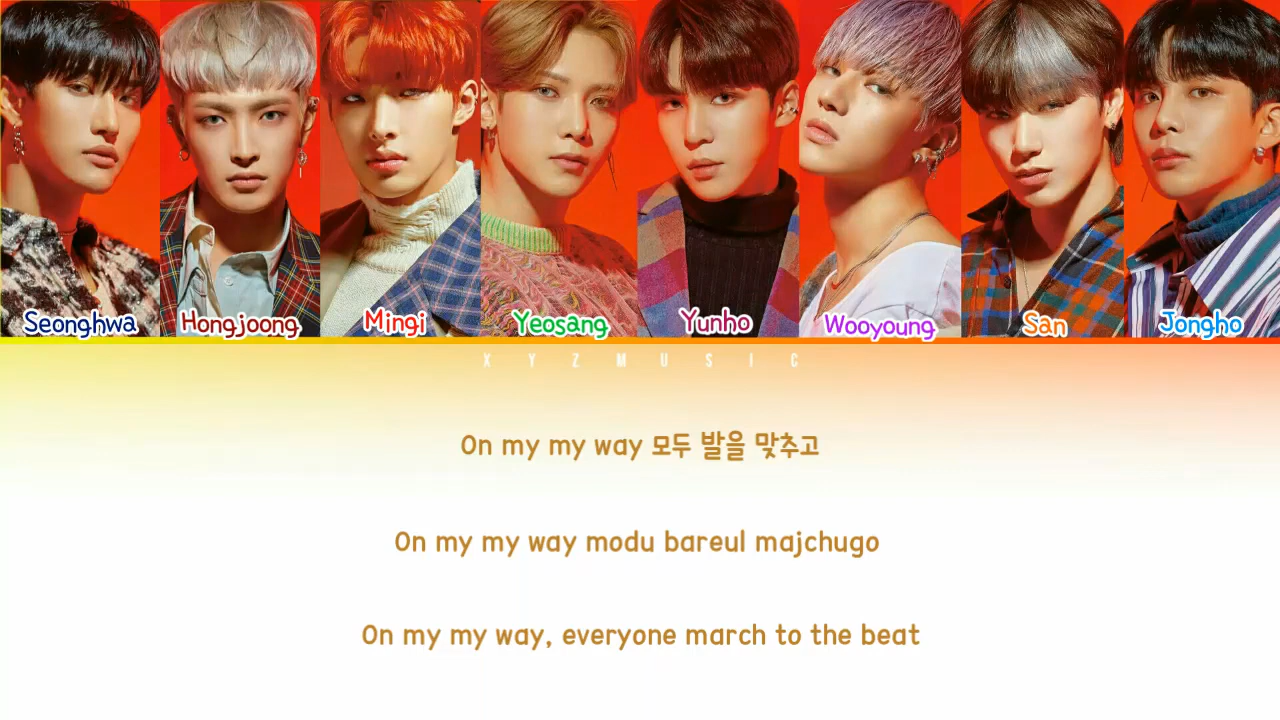 Seonghwa Hongjoong Mingi Yeosang Yunho Wooyoung San Jongho
XYZMUSIC
On my my way 모두 발을 맞추고
On my my way modu bareul majchugo
On my my way, everyone march to the beat